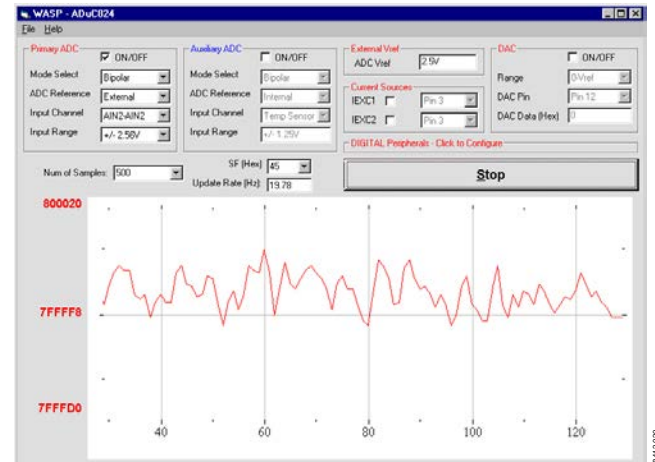 WASP - ADuC824
File Help
Primary ADC
ON/OFF
Mode Select Bipolar
ADC Reference External
Input Channel AIN2-AIN2
Input Range +/- 2.56V
Auxiliary ADC
ON/OFF
Mode Select Bipolar
ADC Reference Internal
Input Channel Temp Sensor
Input Range +/- 1.25V
External Vref
ADC Vref 2.5V
Current Sources
IEXC1 Pin 3
IEXC2 Pin 3
DAC
ON/OFF
Range 0-Vref
DAC Pin Pin 12
DAC Data (Hex) 0
DIGITAL Peripherals - Click to Configure
Num of Samples: 500
SF (Hex) 45
Update Rate (Hz): 19.78
Stop
800020
7FFFF8
7FFFD0
40 60 80 100 120